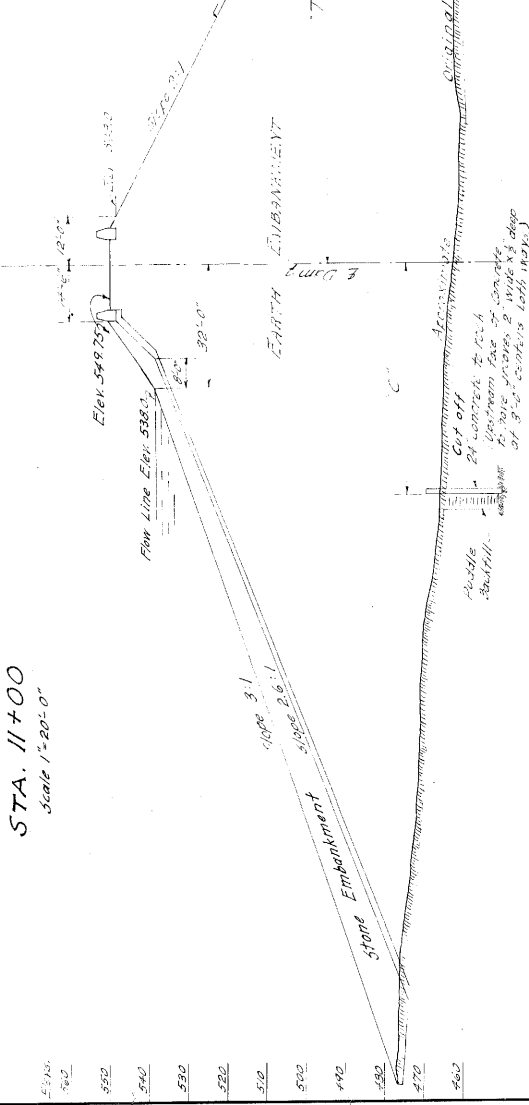 STA. 11+00
Scale 1"=20'-0"
Elevs.
560
550
540
530
520
510
500
490
480
470
460
12'-0"
Elev. 549.75
Flow Line Elev. 538.0
8'-0"
32'-0"
EARTH EMBANKMENT
₵ Dam
"C"
Slope 3:1
Slope 2.6:1
Stone Embankment
Approximate
Original
Cut off
24" concrete to rock
Upstream face of concrete
to have grooves 2" wide x ½" deep
at 3'-0" centers both ways.)
Puddle
Backfill